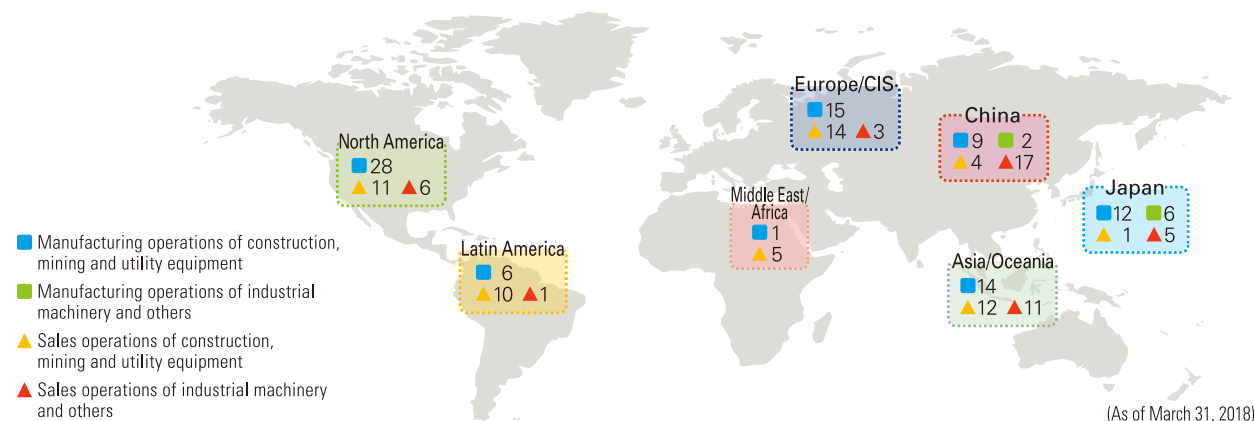 Europe/CIS
15
14 3
China
9 2
4 17
North America
28
11 6
Middle East/
Africa
1
5
Japan
12 6
1 5
Latin America
6
10 1
Asia/Oceania
14
12 11
Manufacturing operations of construction,
mining and utility equipment
Manufacturing operations of industrial
machinery and others
Sales operations of construction,
mining and utility equipment
Sales operations of industrial machinery
and others
(As of March 31, 2018)